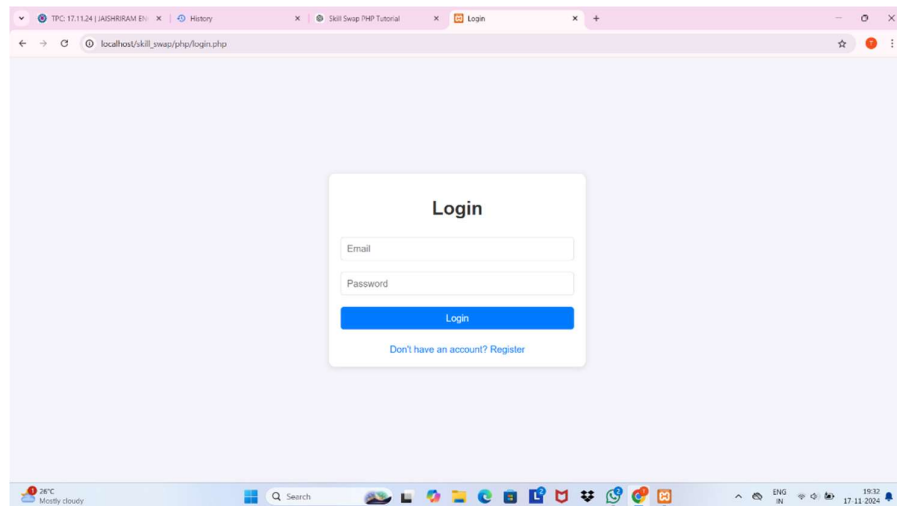 TPC: 17.11.24 | JAISHRIRAM EN
History
Skill Swap PHP Tutorial
Login
localhost/skill_swap/php/login.php
T
Login
Email
Password
Login
Don't have an account? Register
1
26°C
Mostly cloudy
Search
ENG
IN
19:32
17-11-2024